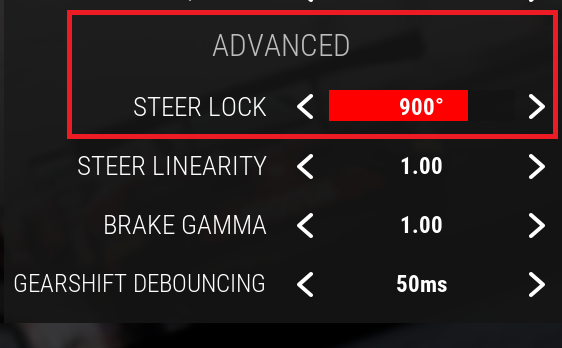 ADVANCED
STEER LOCK 900°
STEER LINEARITY 1.00
BRAKE GAMMA 1.00
GEARSHIFT DEBOUNCING 50ms